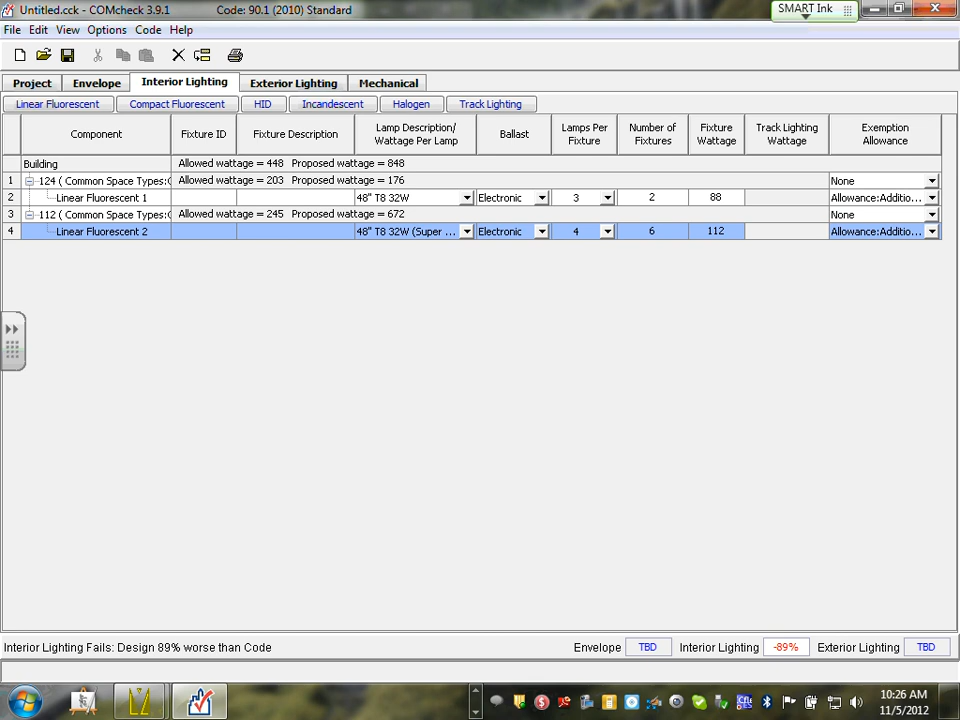 Untitled.cck - COMcheck 3.9.1 Code: 90.1 (2010) Standard
SMART Ink
File Edit View Options Code Help
Project Envelope Interior Lighting Exterior Lighting Mechanical
Linear Fluorescent Compact Fluorescent HID Incandescent Halogen Track Lighting
Component Fixture ID Fixture Description Lamp Description/ Wattage Per Lamp Ballast Lamps Per Fixture Number of Fixtures Fixture Wattage Track Lighting Wattage Exemption Allowance
Building Allowed wattage = 448 Proposed wattage = 848
1 124 ( Common Space Types: Allowed wattage = 203 Proposed wattage = 176 None
2 Linear Fluorescent 1 48" T8 32W Electronic 3 2 88 Allowance:Additio...
3 112 ( Common Space Types: Allowed wattage = 245 Proposed wattage = 672 None
4 Linear Fluorescent 2 48" T8 32W (Super ... Electronic 4 6 112 Allowance:Additio...
Interior Lighting Fails: Design 89% worse than Code Envelope TBD Interior Lighting -89% Exterior Lighting TBD
10:26 AM
11/5/2012